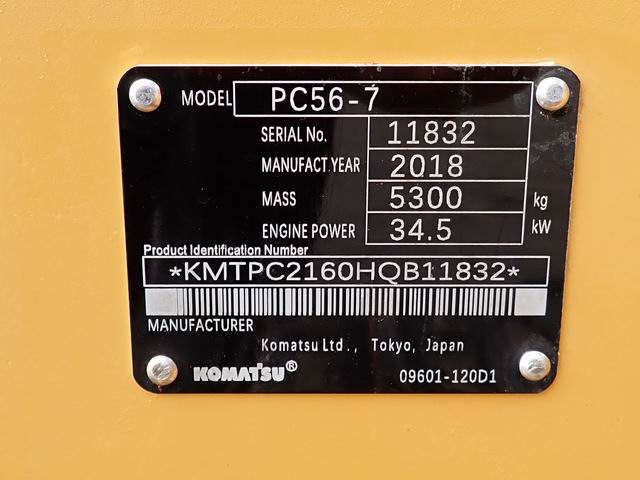 MODEL PC56-7
SERIAL No. 11832
MANUFACT.YEAR 2018
MASS 5300 kg
ENGINE POWER 34.5 kW
Product Identification Number
*KMTPC2160HQB11832*
MANUFACTURER
Komatsu Ltd., Tokyo, Japan
KOMATSU® 09601-120D1